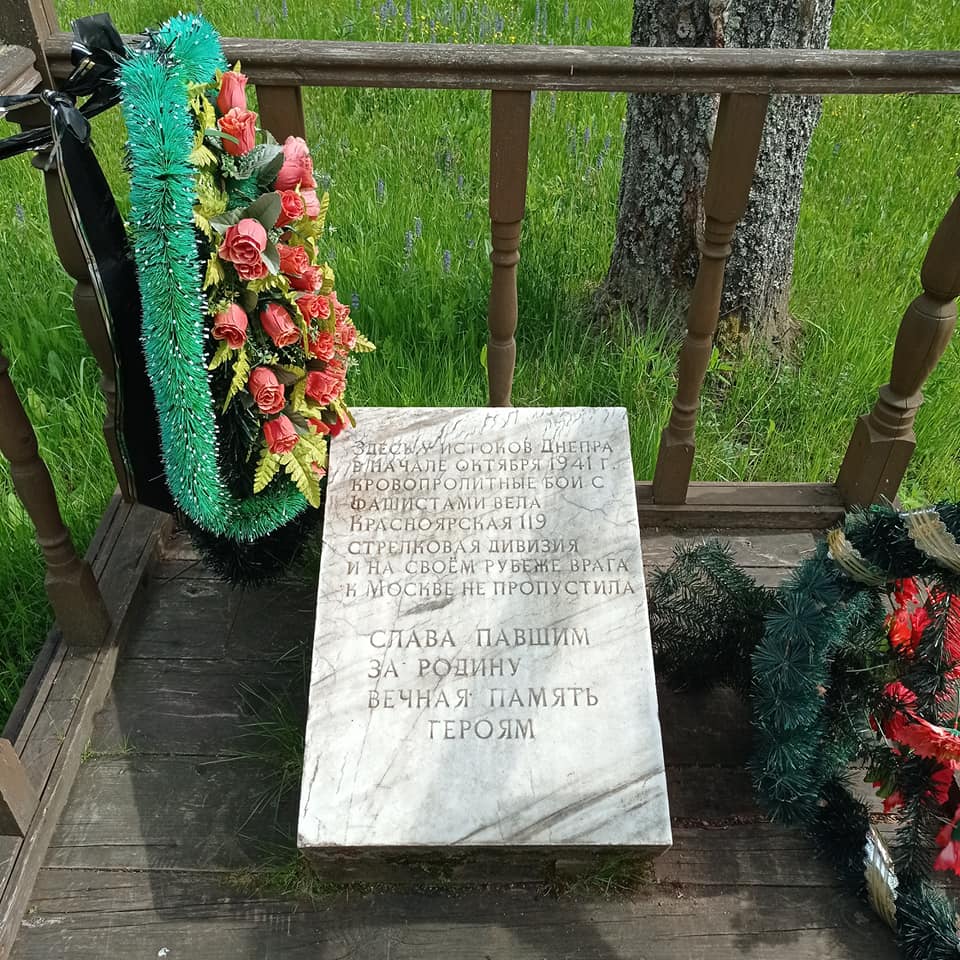 Здесь у истоков Днепра
в начале октября 1941 г.
кровопролитные бои с
фашистами вела
Красноярская 119
стрелковая дивизия
и на своём рубеже врага
к Москве не пропустила
СЛАВА ПАВШИМ
ЗА РОДИНУ
ВЕЧНАЯ ПАМЯТЬ
ГЕРОЯМ